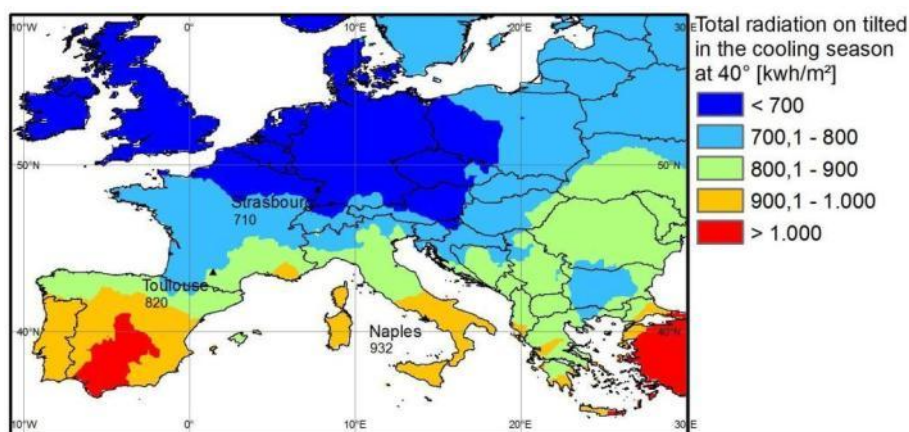 Total radiation on tilted
in the cooling season
at 40° [kwh/m²]
< 700
700,1 - 800
800,1 - 900
900,1 - 1.000
> 1.000
50°N
50°N
Strasbourg
710
Toulouse
820
Naples
932
40°N
40°N
10°W
0°
10°E
20°E
30°E